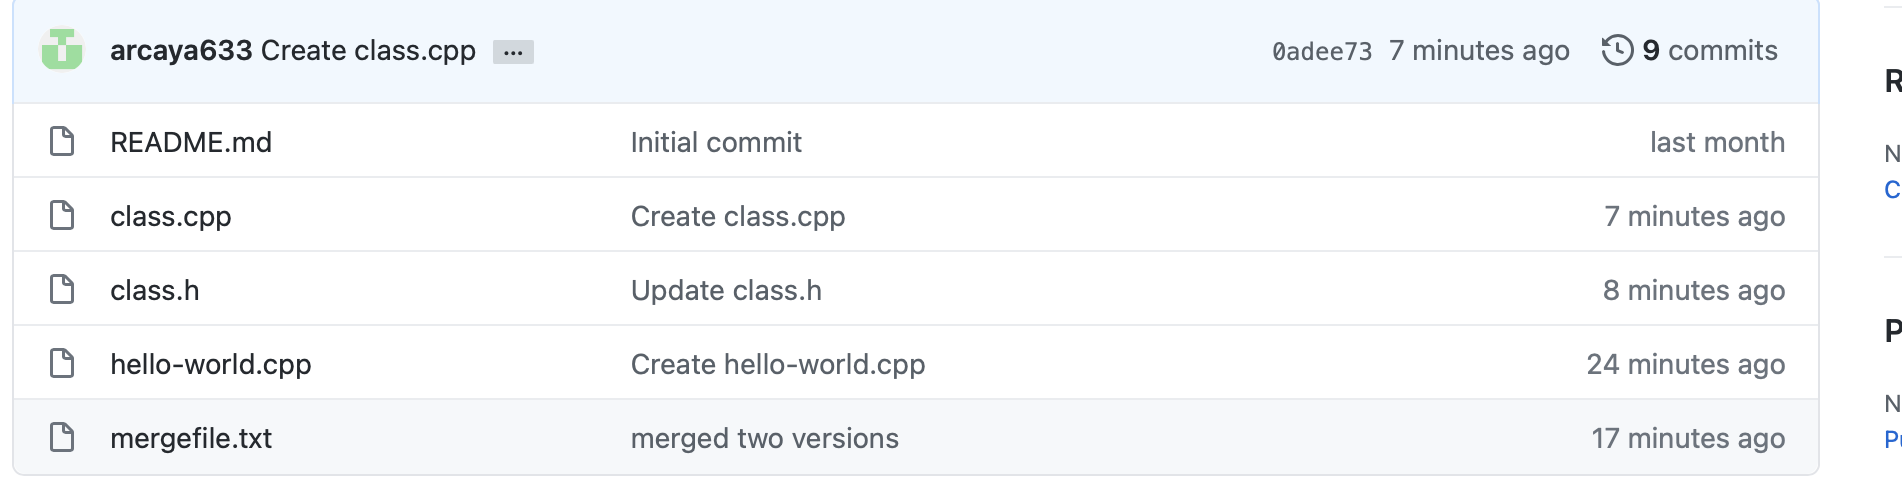 arcaya633 Create class.cpp ... 0adee73 7 minutes ago 9 commits
README.md Initial commit last month
class.cpp Create class.cpp 7 minutes ago
class.h Update class.h 8 minutes ago
hello-world.cpp Create hello-world.cpp 24 minutes ago
mergefile.txt merged two versions 17 minutes ago